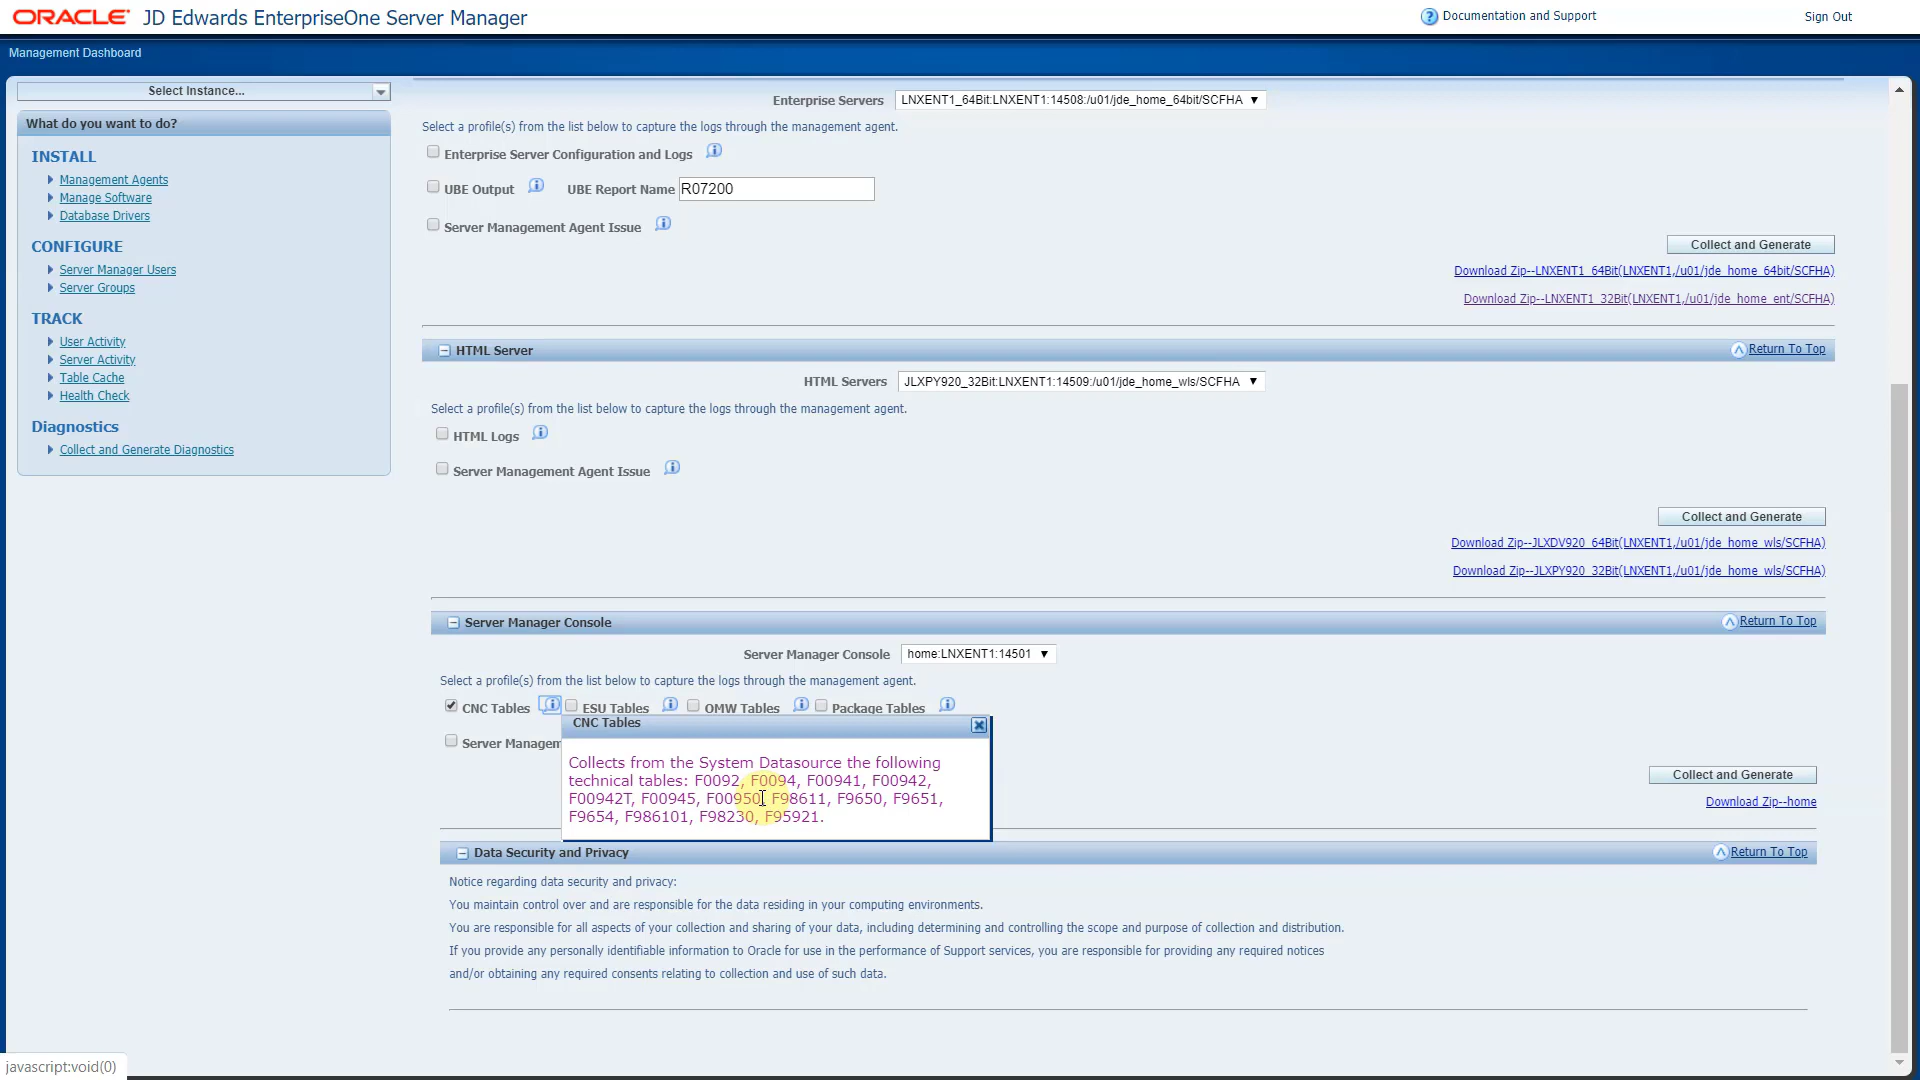 ORACLE JD Edwards EnterpriseOne Server Manager
Documentation and Support
Sign Out
Management Dashboard
Select Instance...
What do you want to do?
INSTALL
Management Agents
Manage Software
Database Drivers
CONFIGURE
Server Manager Users
Server Groups
TRACK
User Activity
Server Activity
Table Cache
Health Check
Diagnostics
Collect and Generate Diagnostics
Enterprise Servers LNXENT1_64Bit:LNXENT1:14508:/u01/jde_home_64bit/SCFHA
Select a profile(s) from the list below to capture the logs through the management agent.
Enterprise Server Configuration and Logs
UBE Output UBE Report Name R07200
Server Management Agent Issue
Collect and Generate
Download Zip--LNXENT1_64Bit(LNXENT1,/u01/jde_home_64bit/SCFHA)
Download Zip--LNXENT1_32Bit(LNXENT1,/u01/jde_home_ent/SCFHA)
HTML Server Return To Top
HTML Servers JLXPY920_32Bit:LNXENT1:14509:/u01/jde_home_wls/SCFHA
Select a profile(s) from the list below to capture the logs through the management agent.
HTML Logs
Server Management Agent Issue
Collect and Generate
Download Zip--JLXDV920_64Bit(LNXENT1,/u01/jde_home_wls/SCFHA)
Download Zip--JLXPY920_32Bit(LNXENT1,/u01/jde_home_wls/SCFHA)
Server Manager Console Return To Top
Server Manager Console home:LNXENT1:14501
Select a profile(s) from the list below to capture the logs through the management agent.
CNC Tables ESU Tables OMW Tables Package Tables
Server Managem
CNC Tables
Collects from the System Datasource the following
technical tables: F0092, F0094, F00941, F00942,
F00942T, F00945, F00950, F98611, F9650, F9651,
F9654, F986101, F98230, F95921.
Collect and Generate
Download Zip--home
Data Security and Privacy Return To Top
Notice regarding data security and privacy:
You maintain control over and are responsible for the data residing in your computing environments.
You are responsible for all aspects of your collection and sharing of your data, including determining and controlling the scope and purpose of collection and distribution.
If you provide any personally identifiable information to Oracle for use in the performance of Support services, you are responsible for providing any required notices
and/or obtaining any required consents relating to collection and use of such data.
javascript:void(0)